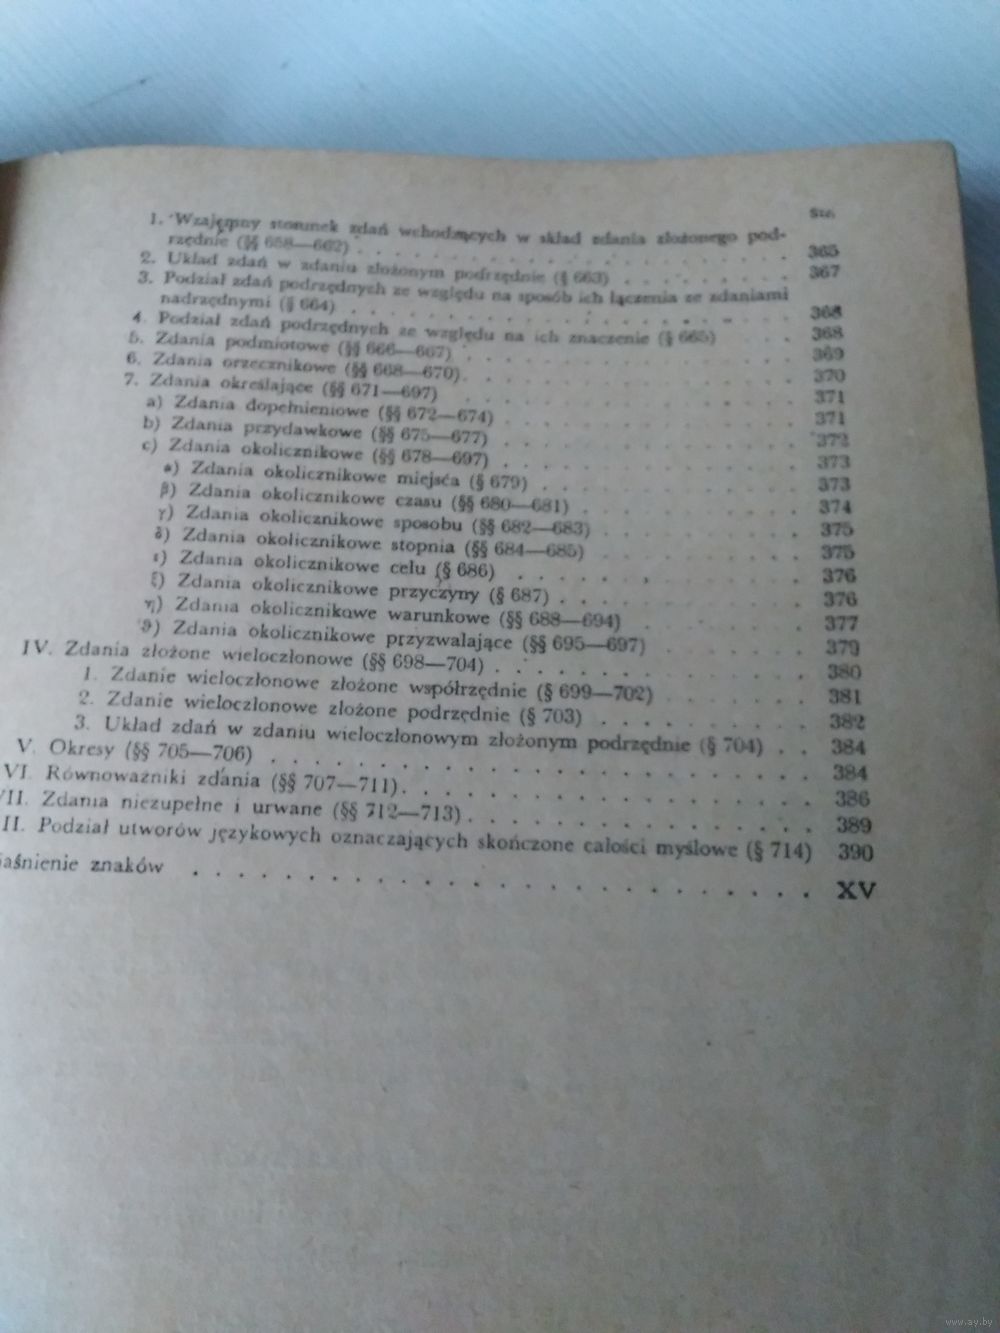 Str.
1. Wzajemny stosunek zdań wchodzących w skład zdania złożonego pod-
rzędnie (§§ 658—662) . . . . . . . . . . . . . . . 365
2. Układ zdań w zdaniu złożonym podrzędnie (§ 663) . . . . . . . 367
3. Podział zdań podrzędnych ze względu na sposób ich łączenia ze zdaniami
nadrzędnymi (§ 664) . . . . . . . . . . . . . . . 368
4. Podział zdań podrzędnych ze względu na ich znaczenie (§ 665) . . . 368
5. Zdania podmiotowe (§§ 666—667) . . . . . . . . . . . . 369
6. Zdania orzecznikowe (§§ 668—670) . . . . . . . . . . . . 370
7. Zdania określające (§§ 671—697) . . . . . . . . . . . . 371
a) Zdania dopełnieniowe (§§ 672—674) . . . . . . . . . . 371
b) Zdania przydawkowe (§§ 675—677) . . . . . . . . . . 372
c) Zdania okolicznikowe (§§ 678—697) . . . . . . . . . . 373
α) Zdania okolicznikowe miejsca (§ 679) . . . . . . . . . 373
β) Zdania okolicznikowe czasu (§§ 680—681) . . . . . . . . 374
γ) Zdania okolicznikowe sposobu (§§ 682—683) . . . . . . . 375
δ) Zdania okolicznikowe stopnia (§§ 684—685) . . . . . . . 375
ε) Zdania okolicznikowe celu (§ 686) . . . . . . . . . . 376
ξ) Zdania okolicznikowe przyczyny (§ 687) . . . . . . . . . 376
η) Zdania okolicznikowe warunkowe (§§ 688—694) . . . . . . 377
ϑ) Zdania okolicznikowe przyzwalające (§§ 695—697) . . . . . 379
IV. Zdania złożone wieloczłonowe (§§ 698—704) . . . . . . . . . . 380
1. Zdanie wieloczłonowe złożone współrzędnie (§ 699—702) . . . . . 381
2. Zdanie wieloczłonowe złożone podrzędnie (§ 703) . . . . . . . . 382
3. Układ zdań w zdaniu wieloczłonowym złożonym podrzędnie (§ 704) . . 384
V. Okresy (§§ 705—706) . . . . . . . . . . . . . . . . . . 384
VI. Równoważniki zdania (§§ 707—711) . . . . . . . . . . . . . . 386
VII. Zdania niezupełne i urwane (§§ 712—713) . . . . . . . . . . . . 389
II. Podział utworów językowych oznaczających skończone całości myślowe (§ 714) 390
jaśnienie znaków . . . . . . . . . . . . . . . . . . . . XV
www.ay.by